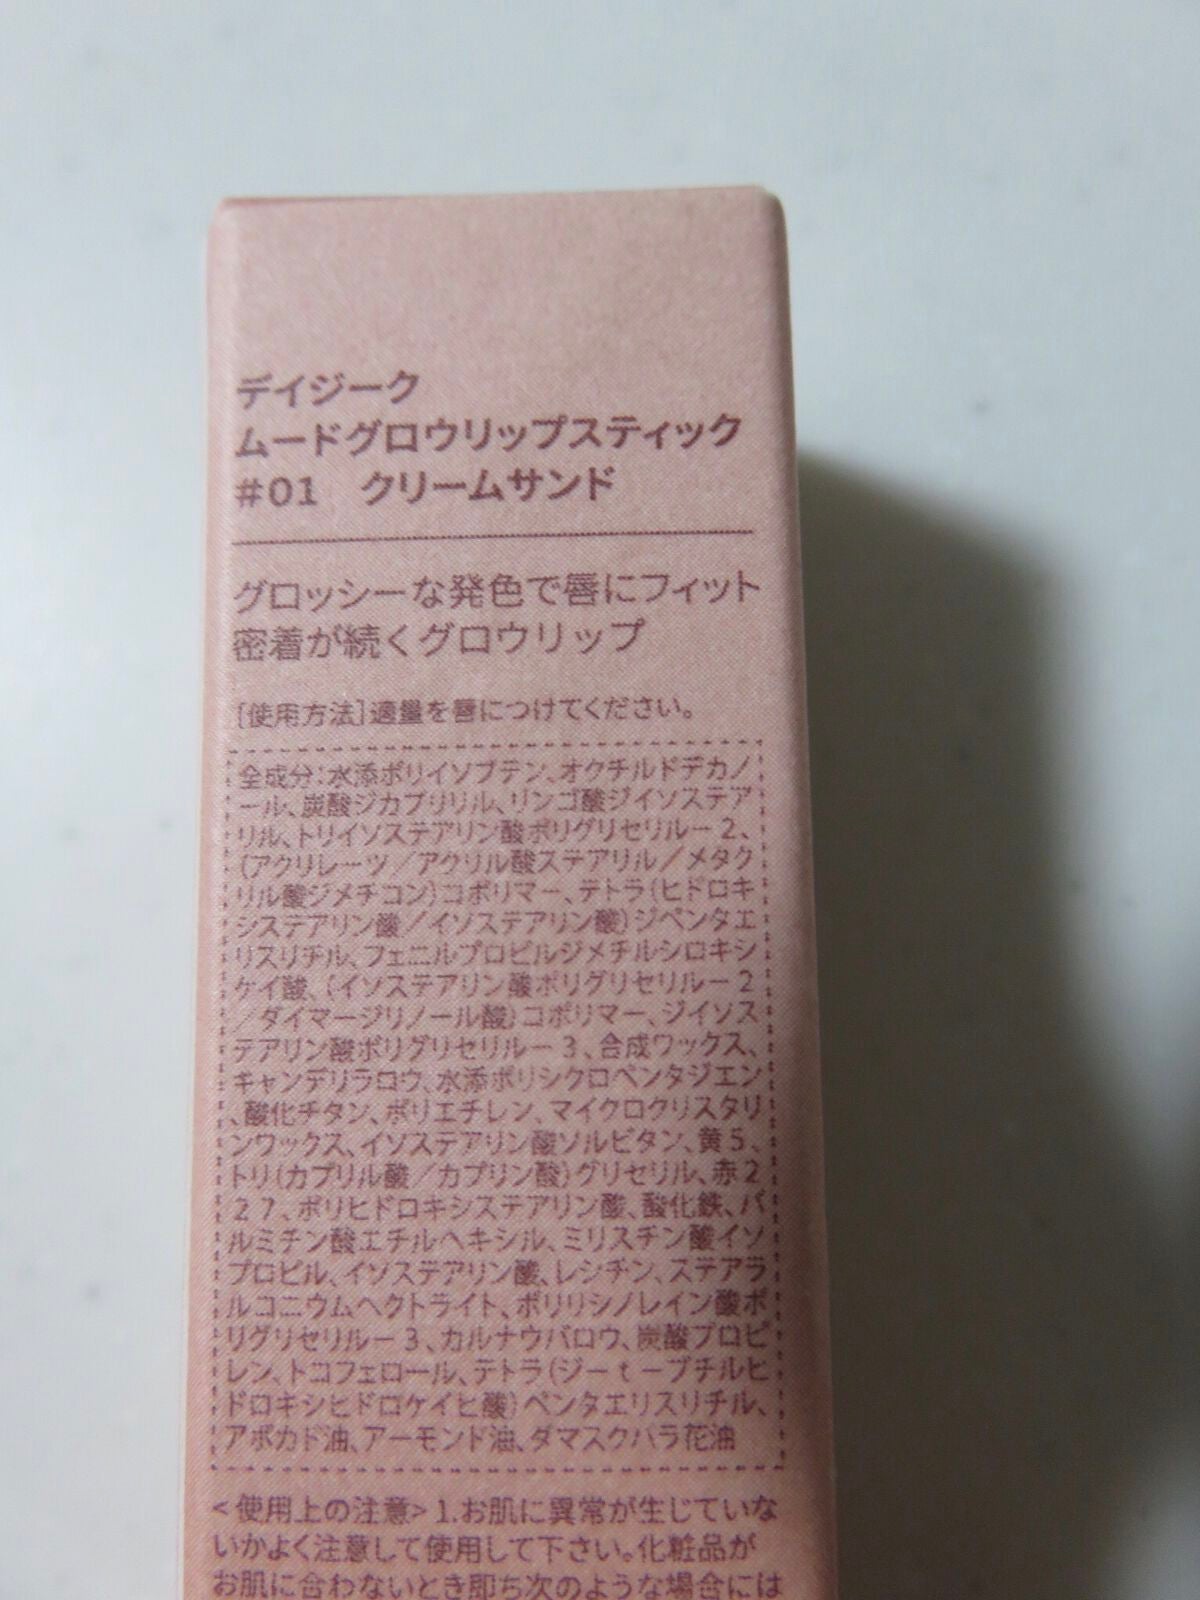 デイジーク
ムードグロウリップスティック
#01　クリームサンド
グロッシーな発色で唇にフィット
密着が続くグロウリップ
[使用方法]適量を唇につけてください。
全成分:水添ポリイソブテン、オクチルドデカノ
ール、炭酸ジカプリリル、リンゴ酸ジイソステア
リル、トリイソステアリン酸ポリグリセリルー2、
(アクリレーツ／アクリル酸ステアリル／メタク
リル酸ジメチコン)コポリマー、テトラ(ヒドロキ
システアリン酸／イソステアリン酸)ジペンタエ
リスリチル、フェニルプロピルジメチルシロキシ
ケイ酸、(イソステアリン酸ポリグリセリルー2
／ダイマージリノール酸)コポリマー、ジイソス
テアリン酸ポリグリセリルー3、合成ワックス、
キャンデリラロウ、水添ポリシクロペンタジエン
、酸化チタン、ポリエチレン、マイクロクリスタリ
ンワックス、イソステアリン酸ソルビタン、黄5、
トリ(カプリル酸／カプリン酸)グリセリル、赤2
27、ポリヒドロキシステアリン酸、酸化鉄、パ
ルミチン酸エチルヘキシル、ミリスチン酸イソ
プロピル、イソステアリン酸、レシチン、ステアラ
ルコニウムヘクトライト、ポリリシノレイン酸ポ
リグリセリルー3、カルナウバロウ、炭酸プロピ
レン、トコフェロール、テトラ(ジーtーブチルヒ
ドロキシヒドロケイヒ酸)ペンタエリスリチル、
アボカド油、アーモンド油、ダマスクバラ花油
<使用上の注意>1.お肌に異常が生じていな
いかよく注意して使用して下さい。化粧品が
お肌に合わないとき即ち次のような場合には